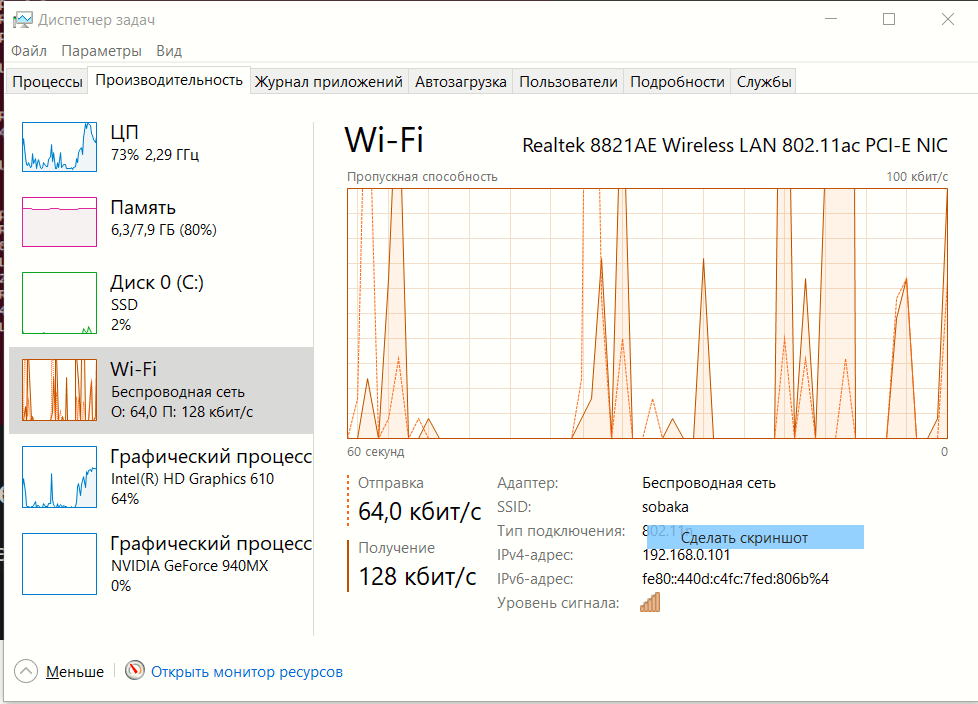 Диспетчер задач
Файл Параметры Вид
Процессы Производительность Журнал приложений Автозагрузка Пользователи Подробности Службы
ЦП
73% 2,29 ГГц
Память
6,3/7,9 ГБ (80%)
Диск 0 (C:)
SSD
2%
Wi-Fi
Беспроводная сеть
О: 64,0 П: 128 кбит/с
Графический процесс
Intel(R) HD Graphics 610
64%
Графический процесс
NVIDIA GeForce 940MX
0%
Wi-Fi
Realtek 8821AE Wireless LAN 802.11ac PCI-E NIC
Пропускная способность 100 кбит/с
60 секунд 0
Отправка
64,0 кбит/с
Получение
128 кбит/с
Адаптер: Беспроводная сеть
SSID: sobaka
Тип подключения: 802.11n
Сделать скриншот
IPv4-адрес: 192.168.0.101
IPv6-адрес: fe80::440d:c4fc:7fed:806b%4
Уровень сигнала:
Меньше Открыть монитор ресурсов